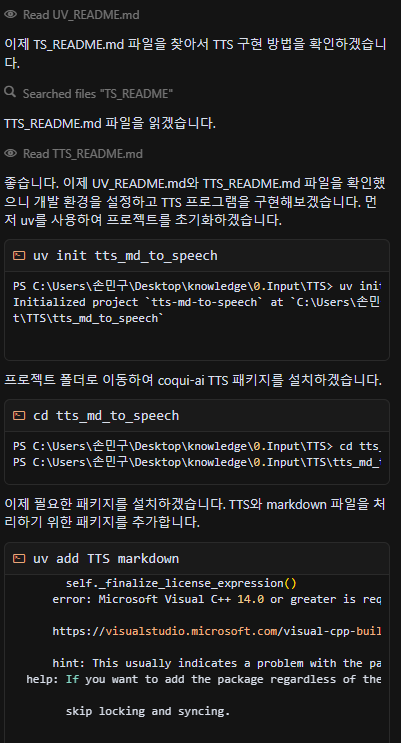 Read UV_README.md
이제 TS_README.md 파일을 찾아서 TTS 구현 방법을 확인하겠습니
다.
Searched files "TS_README"
TTS_README.md 파일을 읽겠습니다.
Read TTS_README.md
좋습니다. 이제 UV_README.md와 TTS_README.md 파일을 확인했
으니 개발 환경을 설정하고 TTS 프로그램을 구현해보겠습니다. 먼
저 uv를 사용하여 프로젝트를 초기화하겠습니다.
uv init tts_md_to_speech
PS C:\Users\손민구\Desktop\knowledge\0.Input\TTS> uv init
Initialized project `tts-md-to-speech` at `C:\Users\손민
t\TTS\tts_md_to_speech`
프로젝트 폴더로 이동하여 coqui-ai TTS 패키지를 설치하겠습니다.
cd tts_md_to_speech
PS C:\Users\손민구\Desktop\knowledge\0.Input\TTS> cd tts_
PS C:\Users\손민구\Desktop\knowledge\0.Input\TTS\tts_md_t
이제 필요한 패키지를 설치하겠습니다. TTS와 markdown 파일을 처
리하기 위한 패키지를 추가합니다.
uv add TTS markdown
self._finalize_license_expression()
error: Microsoft Visual C++ 14.0 or greater is req
https://visualstudio.microsoft.com/visual-cpp-buil
hint: This usually indicates a problem with the pa
help: If you want to add the package regardless of the
skip locking and syncing.